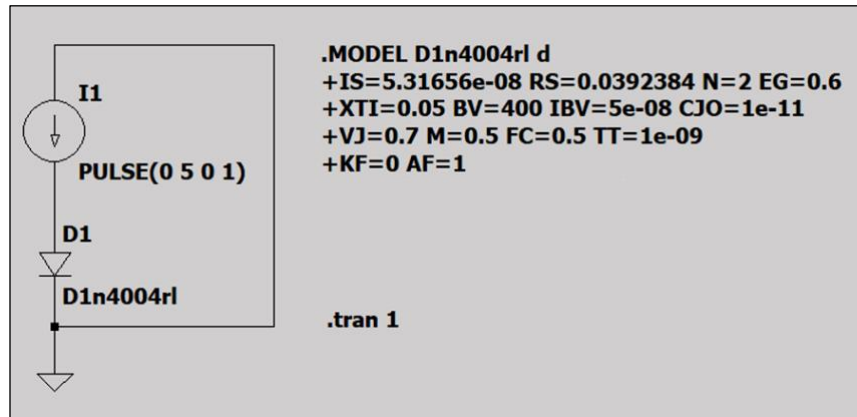 .MODEL D1n4004rl d
+IS=5.31656e-08 RS=0.0392384 N=2 EG=0.6
+XTI=0.05 BV=400 IBV=5e-08 CJO=1e-11
+VJ=0.7 M=0.5 FC=0.5 TT=1e-09
+KF=0 AF=1
I1
PULSE(0 5 0 1)
D1
D1n4004rl
.tran 1